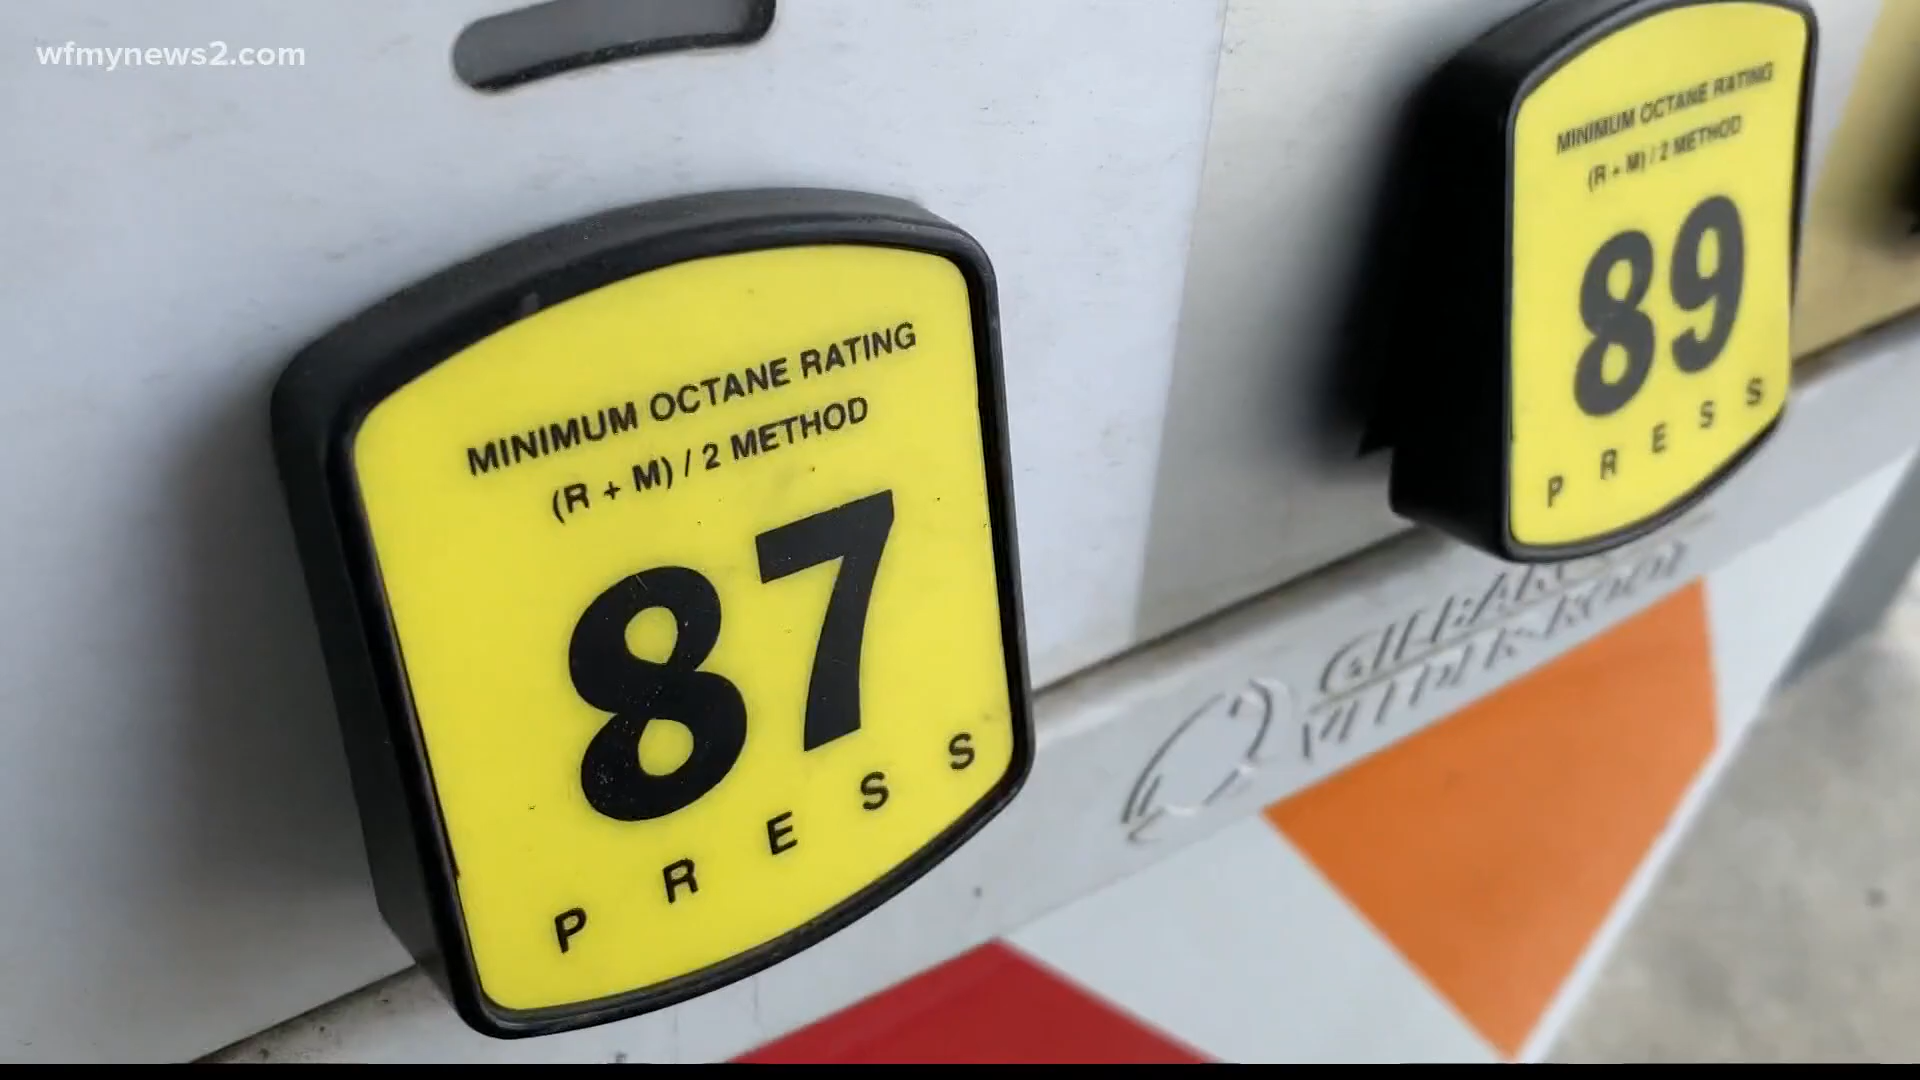 wfmynews2.com
MINIMUM OCTANE RATING
(R + M) / 2 METHOD
87
PRESS
MINIMUM OCTANE RATING
(R + M) / 2 METHOD
89
PRESS